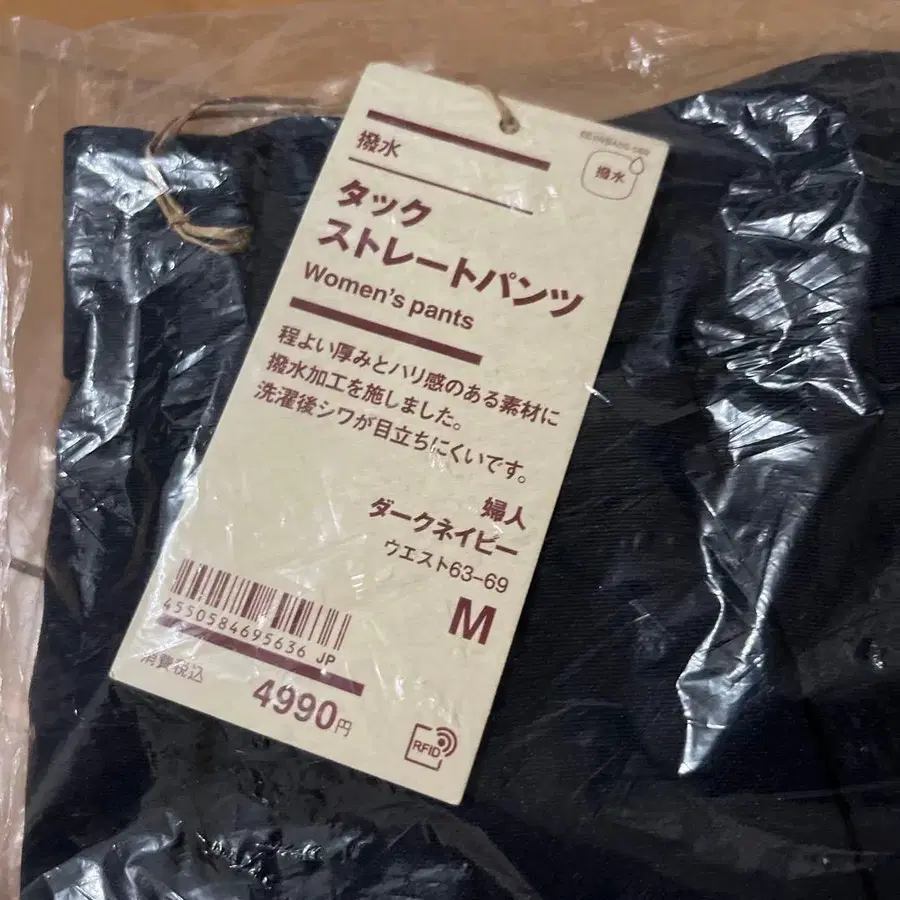 撥水
撥水
タック
ストレートパンツ
Women's pants
程よい厚みとハリ感のある素材に
撥水加工を施しました。
洗濯後シワが目立ちにくいです。
婦人
ダークネイビー
ウエスト63-69
M
4550584695636 JP
消費税込
4990円
RFID